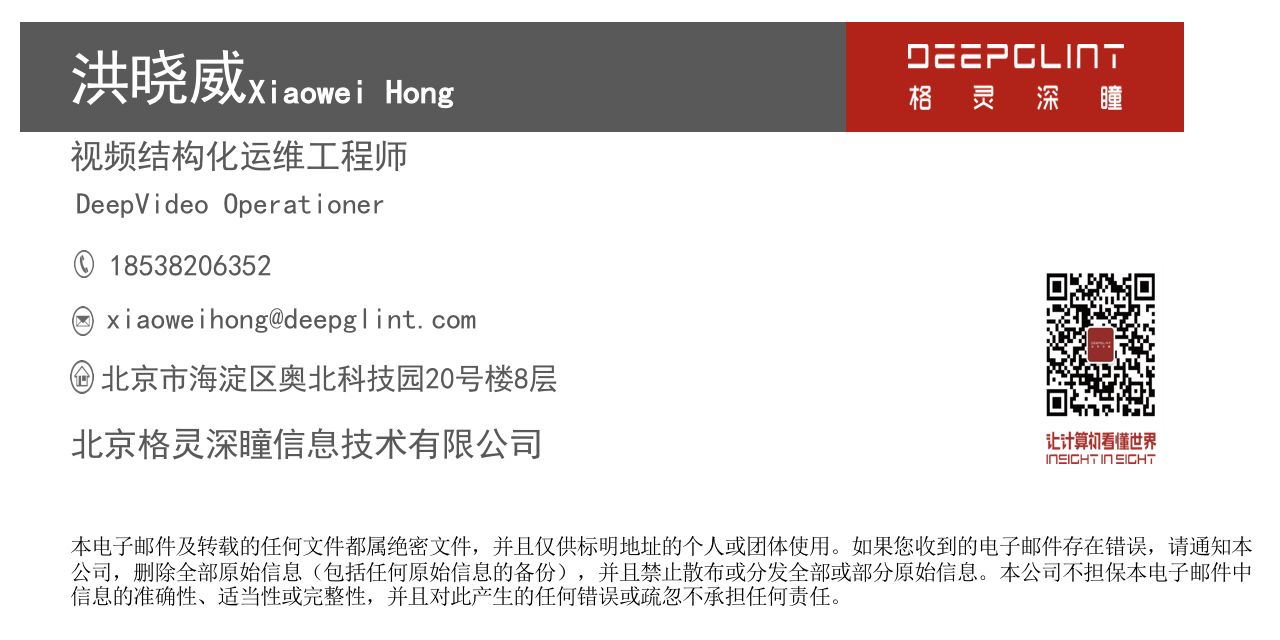 洪晓威Xiaowei Hong
DEEPGLINT
格灵深瞳
视频结构化运维工程师
DeepVideo Operationer
18538206352
xiaoweihong@deepglint.com
北京市海淀区奥北科技园20号楼8层
北京格灵深瞳信息技术有限公司
让计算机看懂世界
INSIGHT IN SIGHT
本电子邮件及转载的任何文件都属绝密文件，并且仅供标明地址的个人或团体使用。如果您收到的电子邮件存在错误，请通知本
公司，删除全部原始信息（包括任何原始信息的备份），并且禁止散布或分发全部或部分原始信息。本公司不担保本电子邮件中
信息的准确性、适当性或完整性，并且对此产生的任何错误或疏忽不承担任何责任。